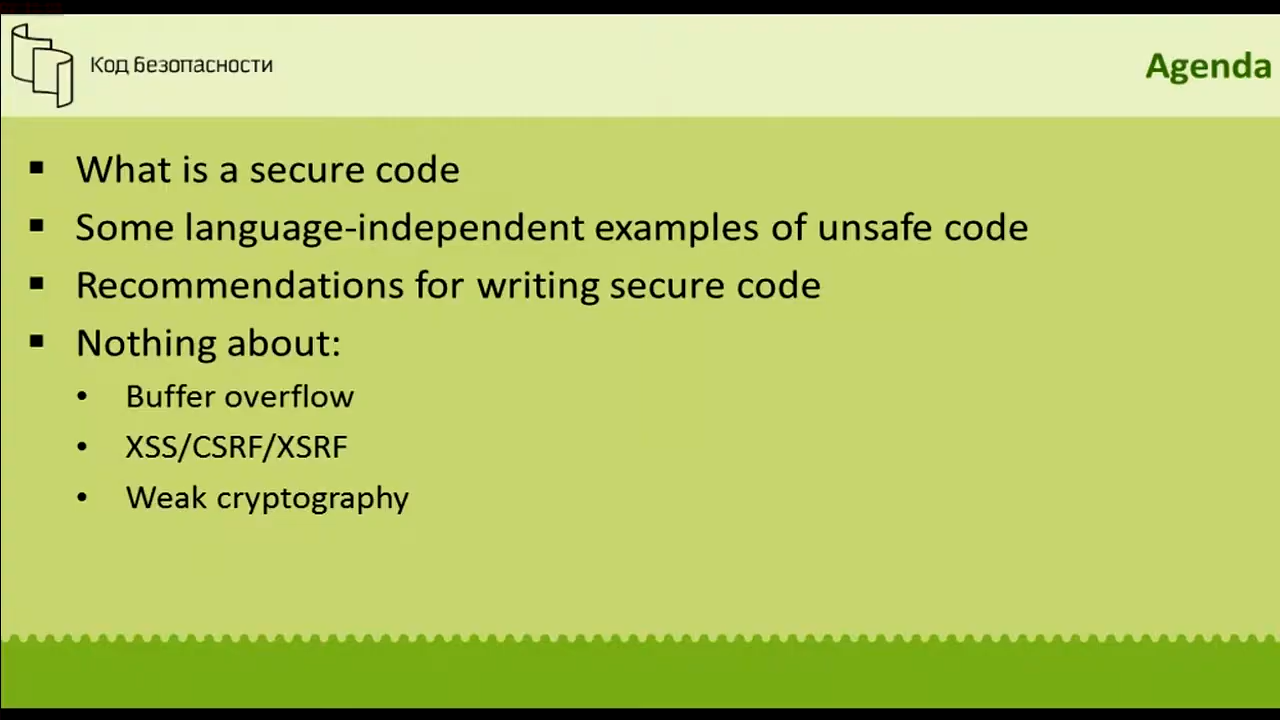 Код Безопасности
Agenda
What is a secure code
Some language-independent examples of unsafe code
Recommendations for writing secure code
Nothing about:
Buffer overflow
XSS/CSRF/XSRF
Weak cryptography